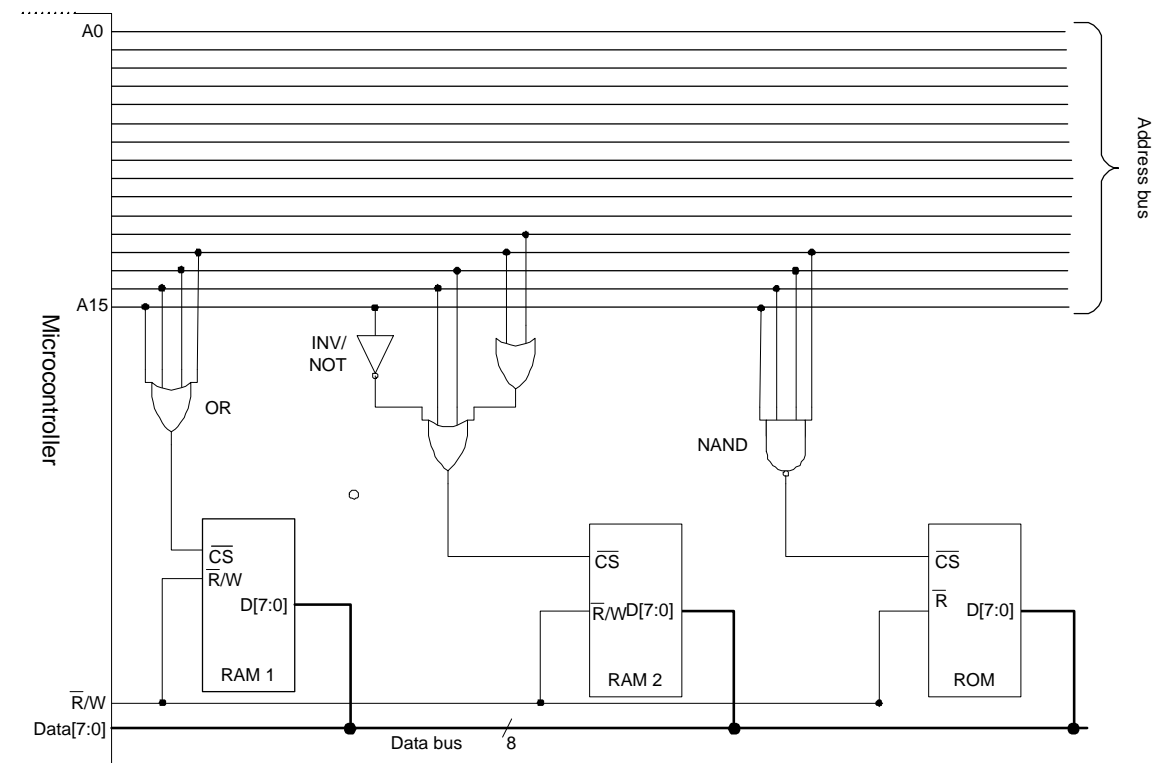 A0
Address bus
A15
Microcontroller
INV/
NOT
OR
NAND
CS
R/W
D[7:0]
RAM 1
CS
R/W
D[7:0]
RAM 2
CS
R
D[7:0]
ROM
R/W
Data[7:0]
Data bus
8